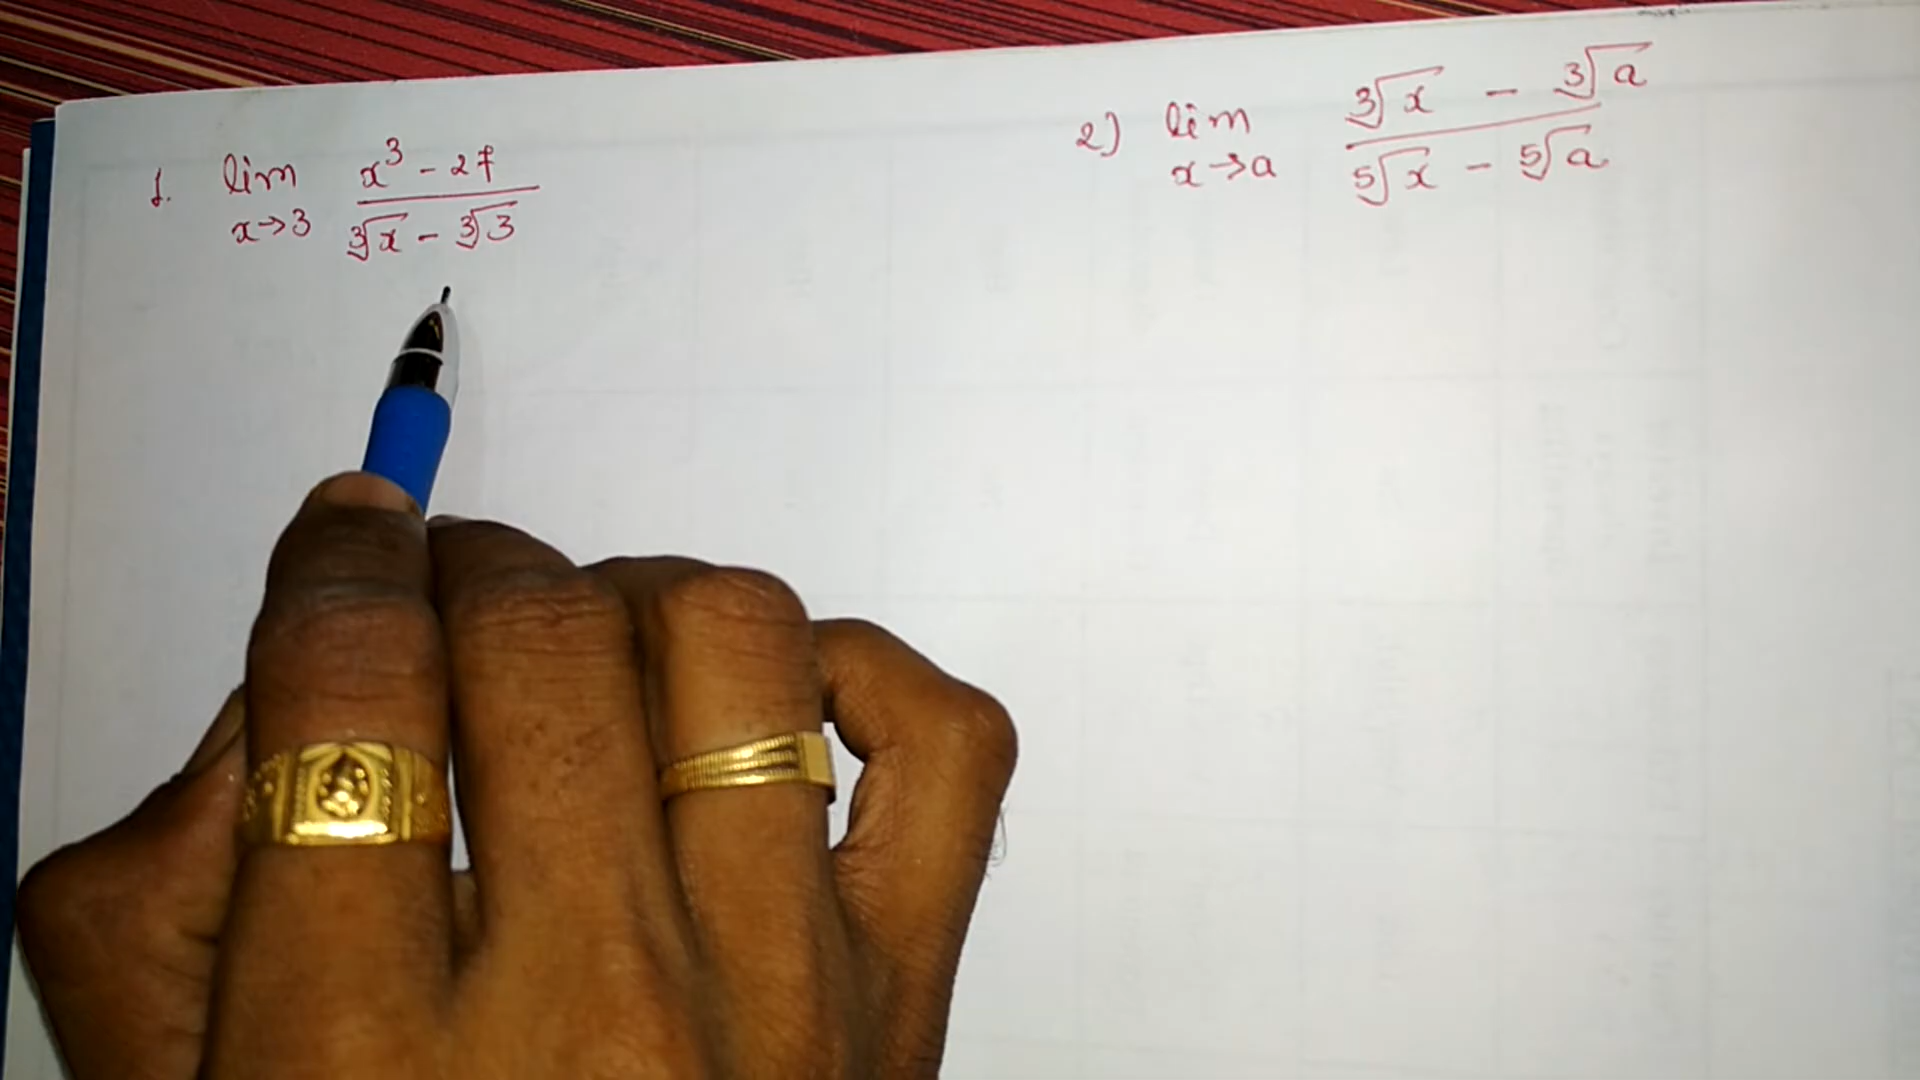 1. lim x→3 x³ - 27 / ∛x - ∛3
2) lim x→a ∛x - ∛a / ⁵√x - ⁵√a